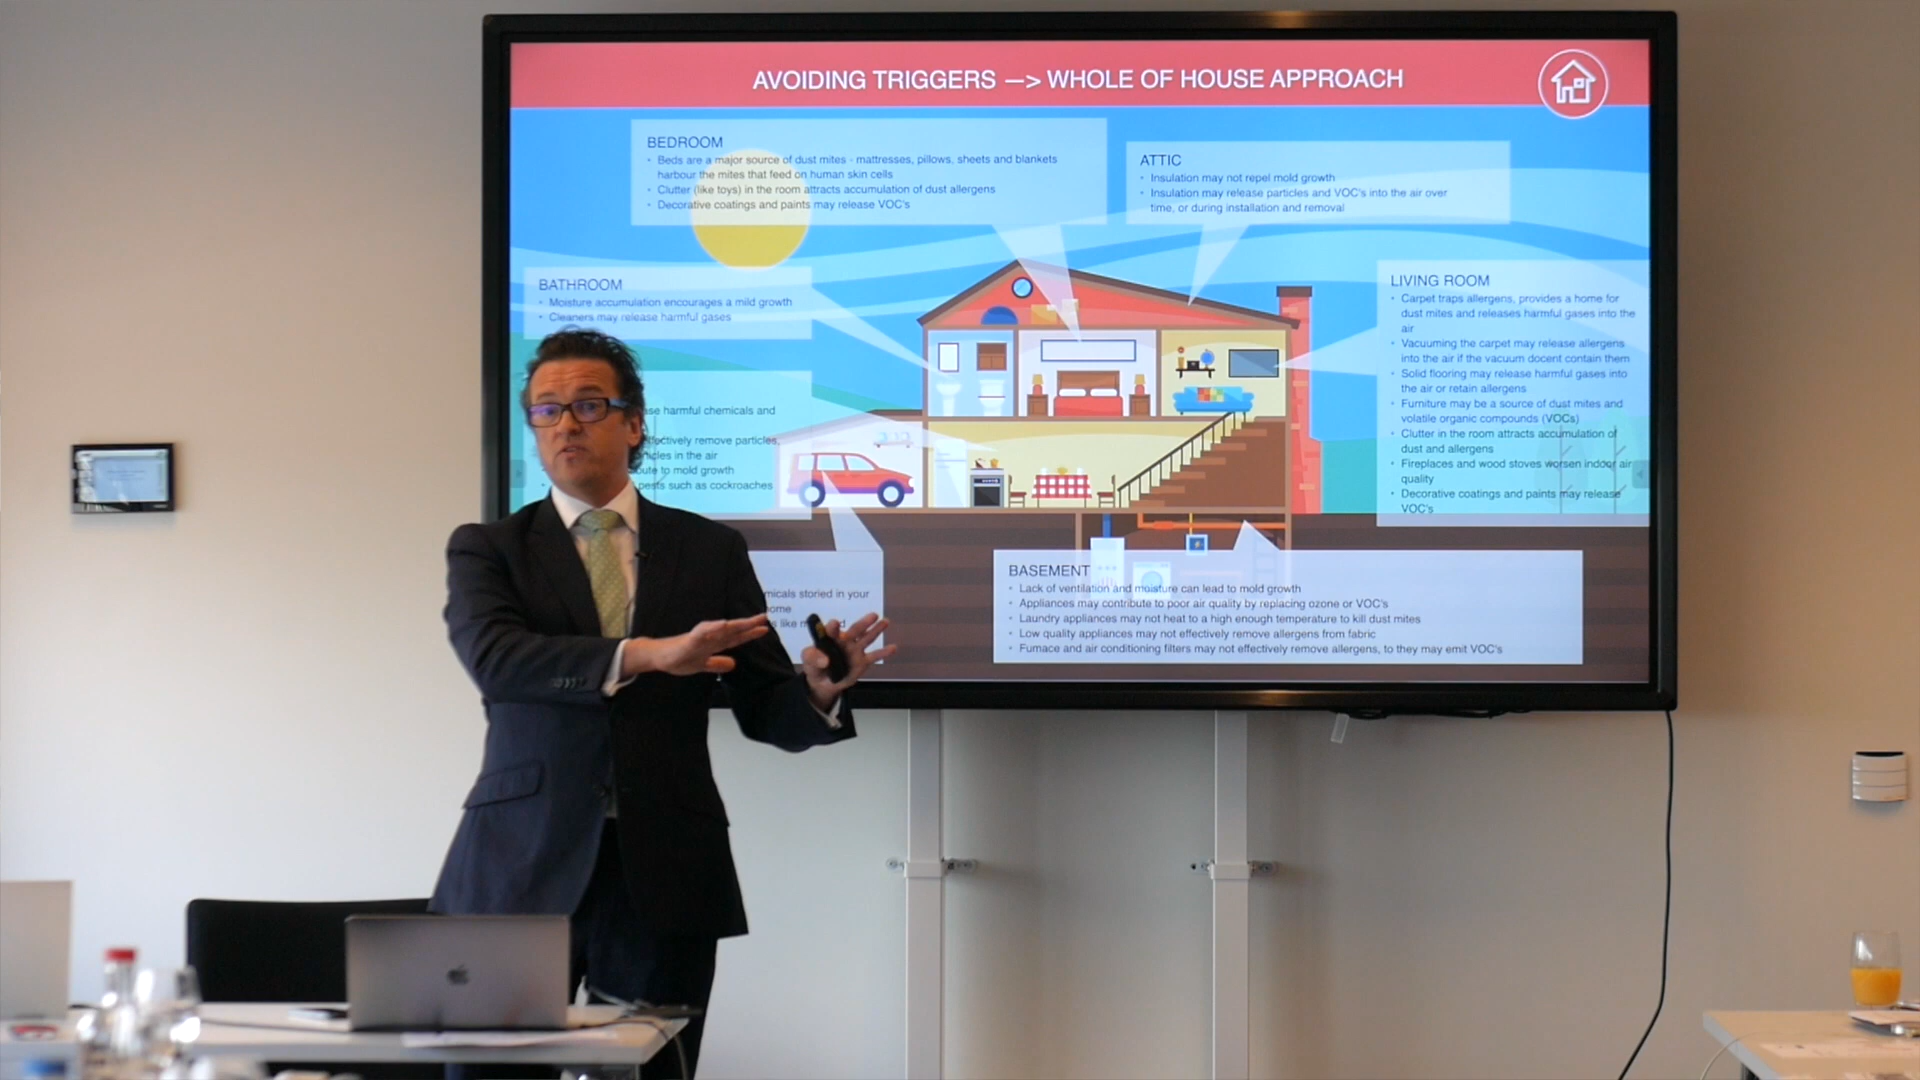 AVOIDING TRIGGERS —> WHOLE OF HOUSE APPROACH
BEDROOM
• Beds are a major source of dust mites - mattresses, pillows, sheets and blankets
harbour the mites that feed on human skin cells
• Clutter (like toys) in the room attracts accumulation of dust allergens
• Decorative coatings and paints may release VOC's
ATTIC
• Insulation may not repel mold growth
• Insulation may release particles and VOC's into the air over
time, or during installation and removal
BATHROOM
• Moisture accumulation encourages a mild growth
• Cleaners may release harmful gases
LIVING ROOM
• Carpet traps allergens, provides a home for
dust mites and releases harmful gases into the
air
• Vacuuming the carpet may release allergens
into the air if the vacuum docent contain them
• Solid flooring may release harmful gases into
the air or retain allergens
• Furniture may be a source of dust mites and
volatile organic compounds (VOCs)
• Clutter in the room attracts accumulation of
dust and allergens
• Fireplaces and wood stoves worsen indoor air
quality
• Decorative coatings and paints may release
VOC's
harmful chemicals and
effectively remove particles,
in the air
to mold growth
pests such as cockroaches
storied in your
like
BASEMENT
• Lack of ventilation and moisture can lead to mold growth
• Appliances may contribute to poor air quality by replacing ozone or VOC's
• Laundry appliances may not heat to a high enough temperature to kill dust mites
• Low quality appliances may not effectively remove allergens from fabric
• Furnace and air conditioning filters may not effectively remove allergens, to they may emit VOC's